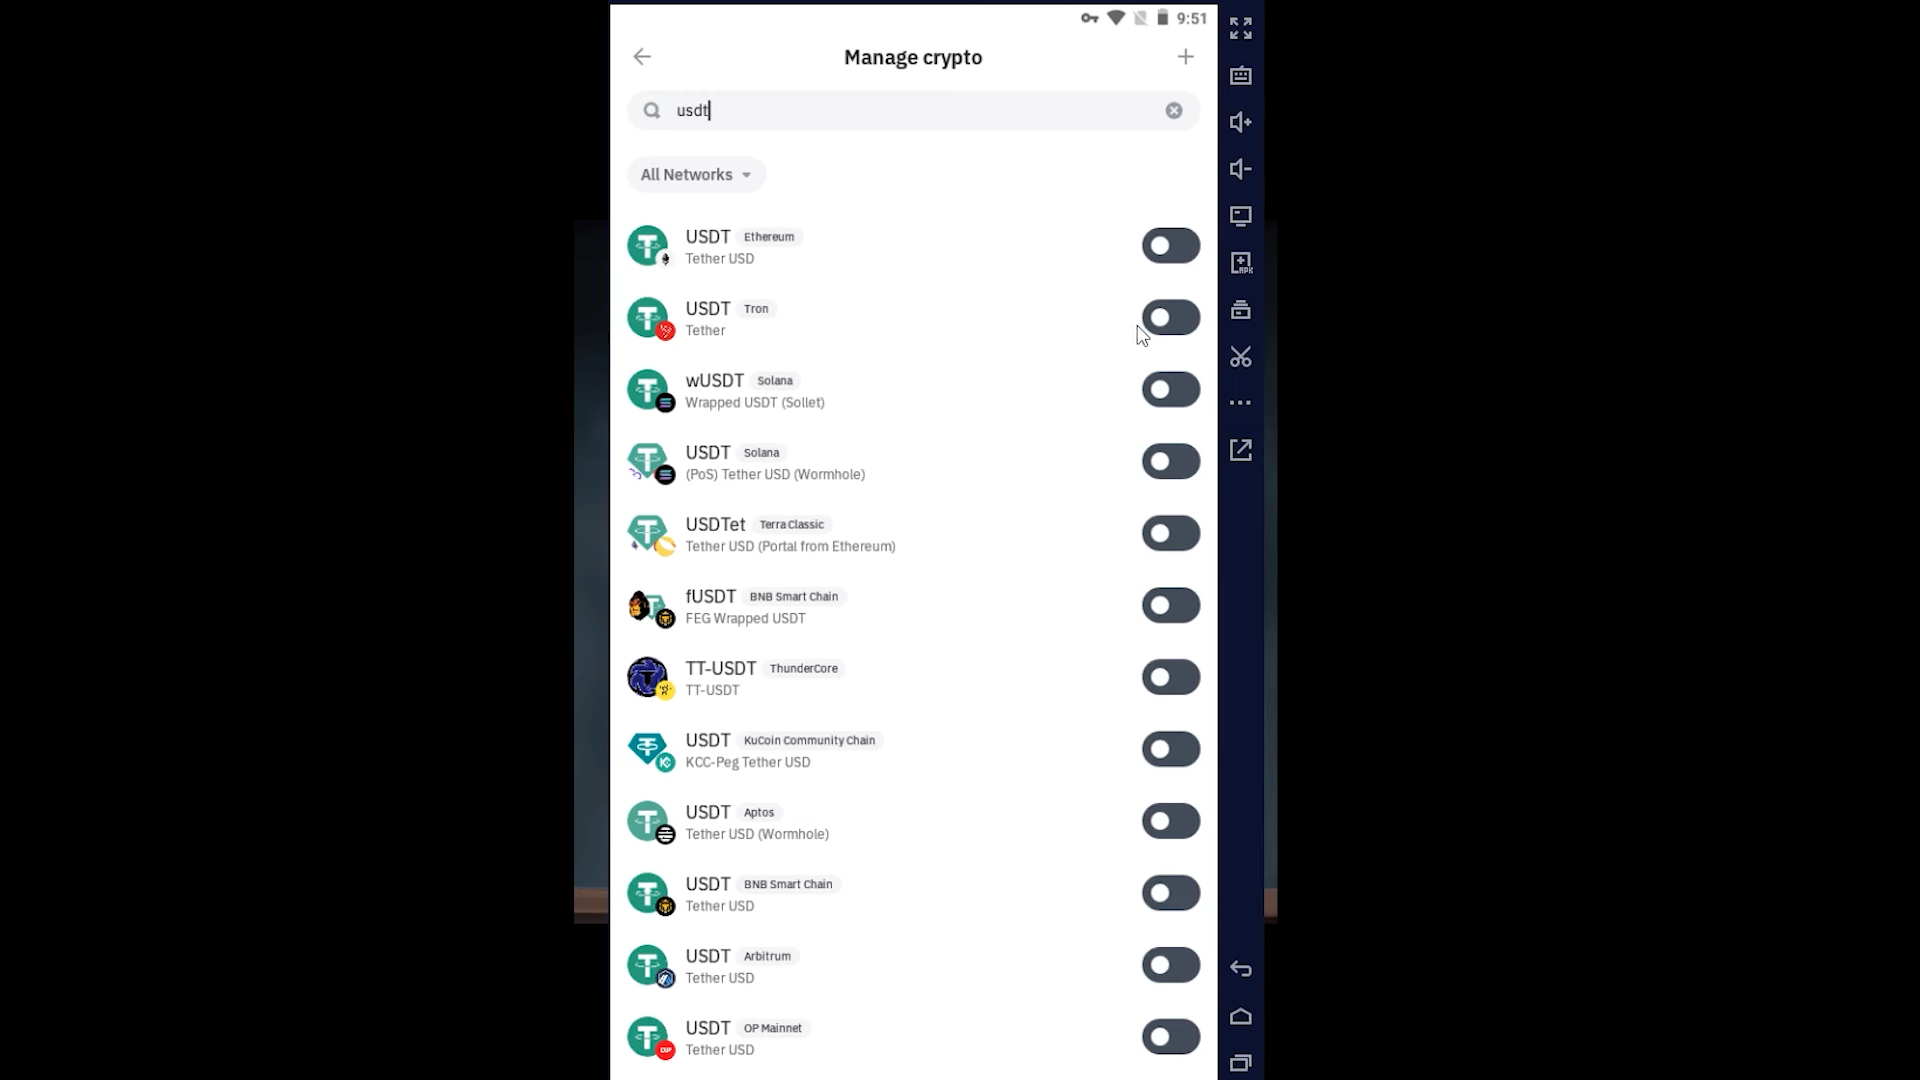 9:51
Manage crypto
usdt
All Networks
USDT Ethereum
Tether USD
USDT Tron
Tether
wUSDT Solana
Wrapped USDT (Sollet)
USDT Solana
(PoS) Tether USD (Wormhole)
USDTet Terra Classic
Tether USD (Portal from Ethereum)
fUSDT BNB Smart Chain
FEG Wrapped USDT
TT-USDT ThunderCore
TT-USDT
USDT KuCoin Community Chain
KCC-Peg Tether USD
USDT Aptos
Tether USD (Wormhole)
USDT BNB Smart Chain
Tether USD
USDT Arbitrum
Tether USD
USDT OP Mainnet
Tether USD